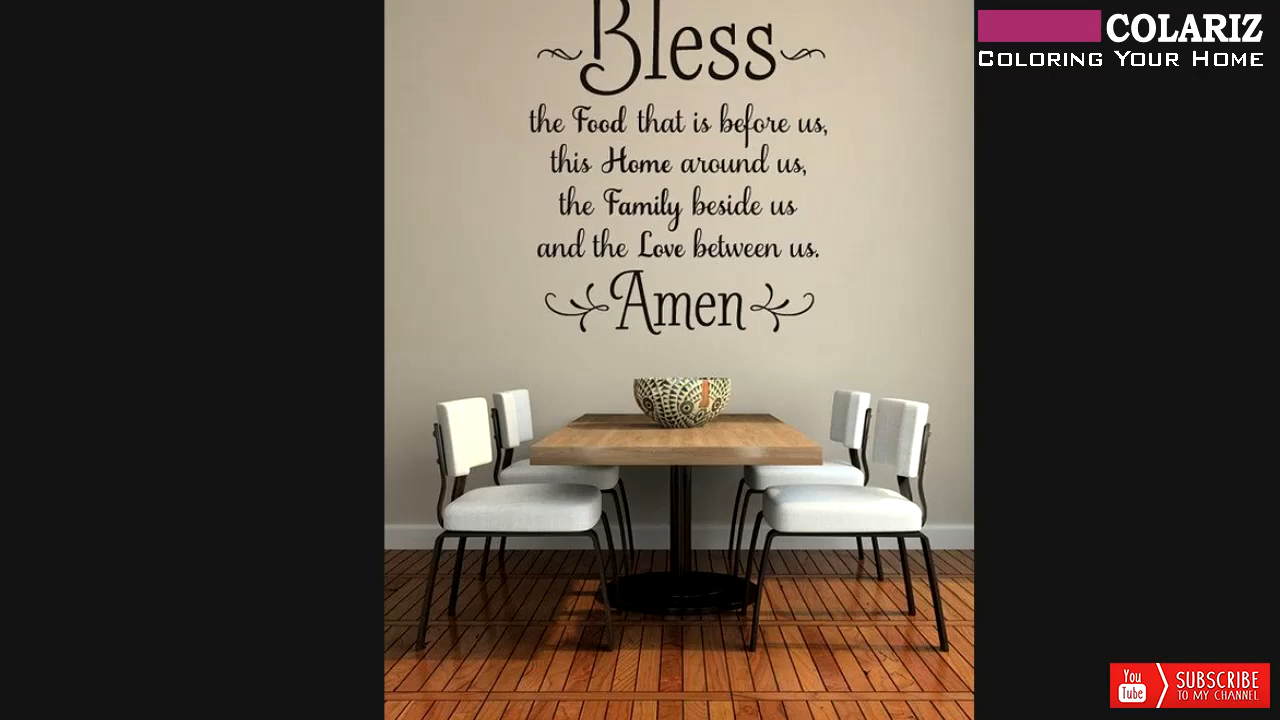 COLARIZ
COLORING YOUR HOME
Bless
the Food that is before us,
this Home around us,
the Family beside us
and the Love between us.
Amen
You Tube
SUBSCRIBE
TO MY CHANNEL